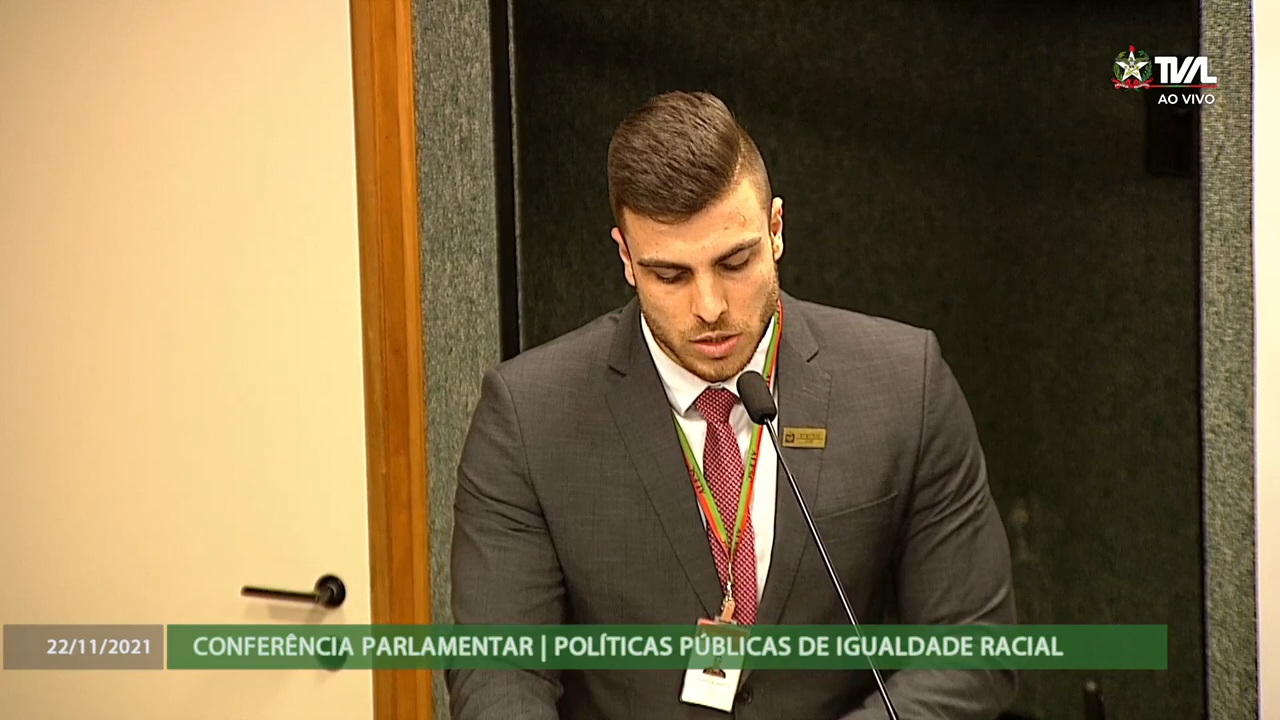 TVAL
AO VIVO
22/11/2021
CONFERÊNCIA PARLAMENTAR | POLÍTICAS PÚBLICAS DE IGUALDADE RACIAL